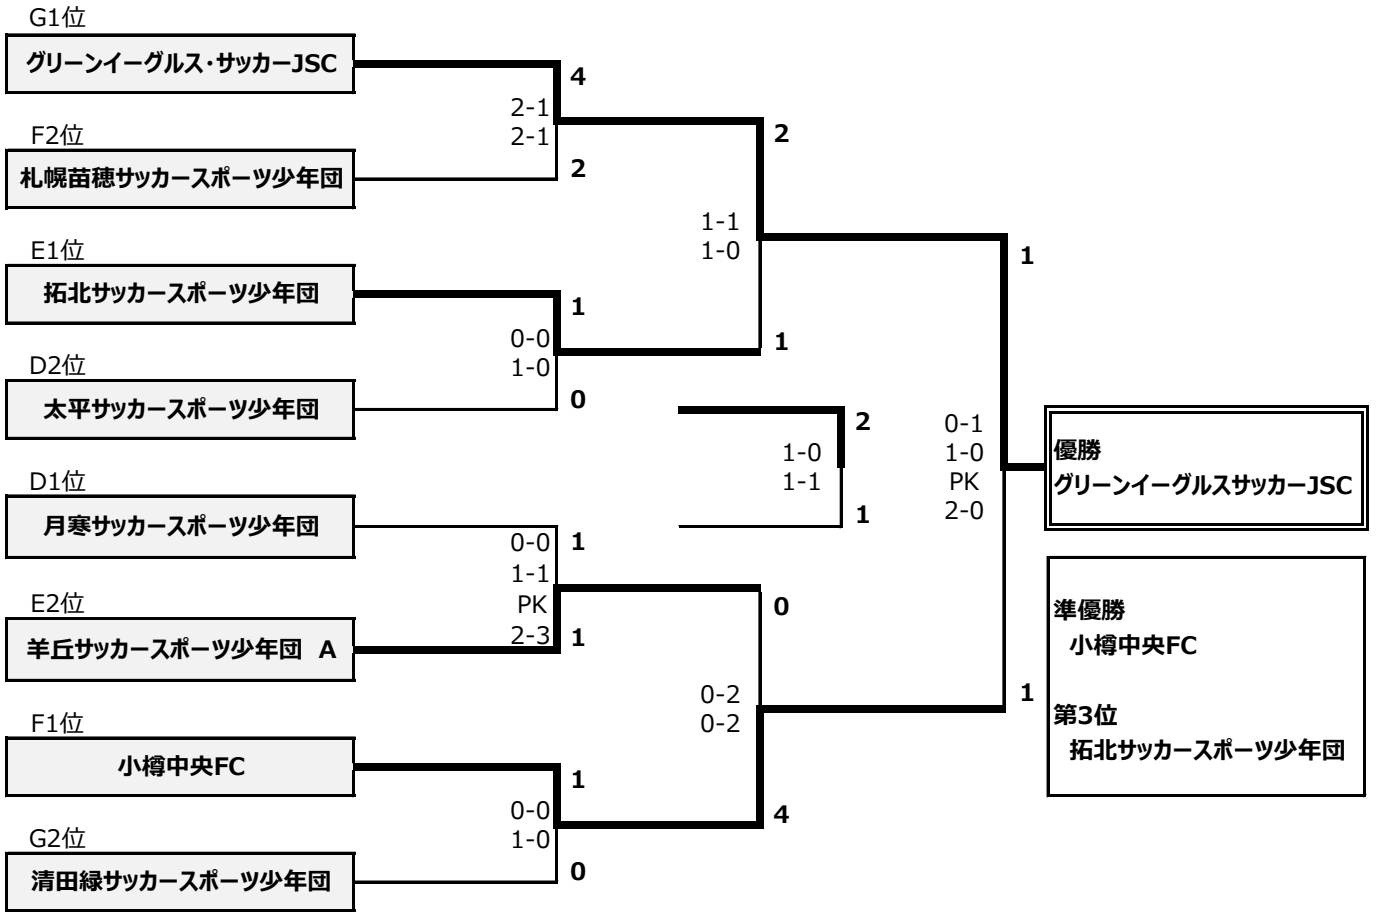 G1位
グリーンイーグルス・サッカーJSC
4
2-1
2-1
F2位
2
札幌苗穂サッカースポーツ少年団
2
1-1
1-0
E1位
1
拓北サッカースポーツ少年団
1
0-0
1-0
1
D2位
太平サッカースポーツ少年団
0
2
1-0
1-1
1
0-1
1-0
PK
2-0
優勝
グリーンイーグルスサッカーJSC
D1位
月寒サッカースポーツ少年団
1
0-0
1-1
PK
2-3
E2位
0
羊丘サッカースポーツ少年団 A
1
準優勝
小樽中央FC
0-2
0-2
1
第3位
拓北サッカースポーツ少年団
F1位
小樽中央FC
1
0-0
1-0
4
G2位
清田緑サッカースポーツ少年団
0